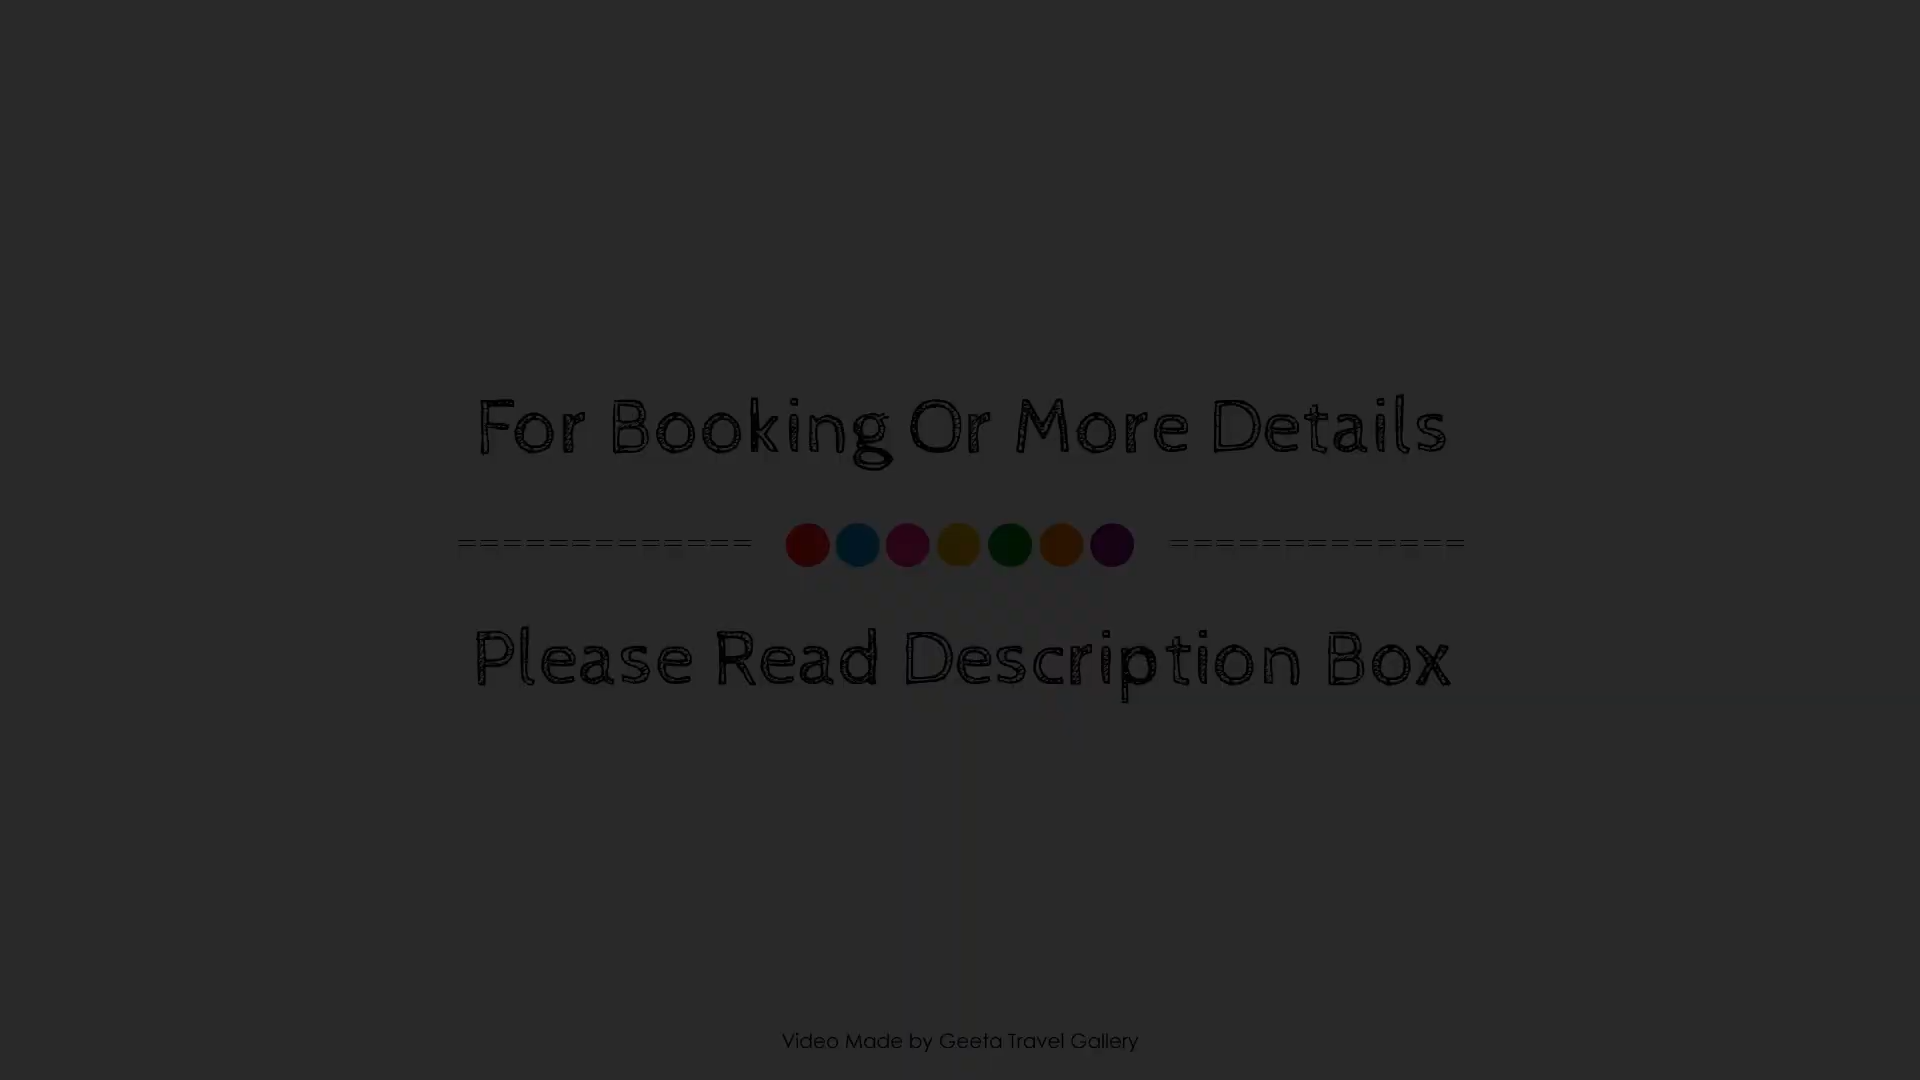 For Booking Or More Details
============= =============
Please Read Description Box
Video Made by Geeta Travel Gallery